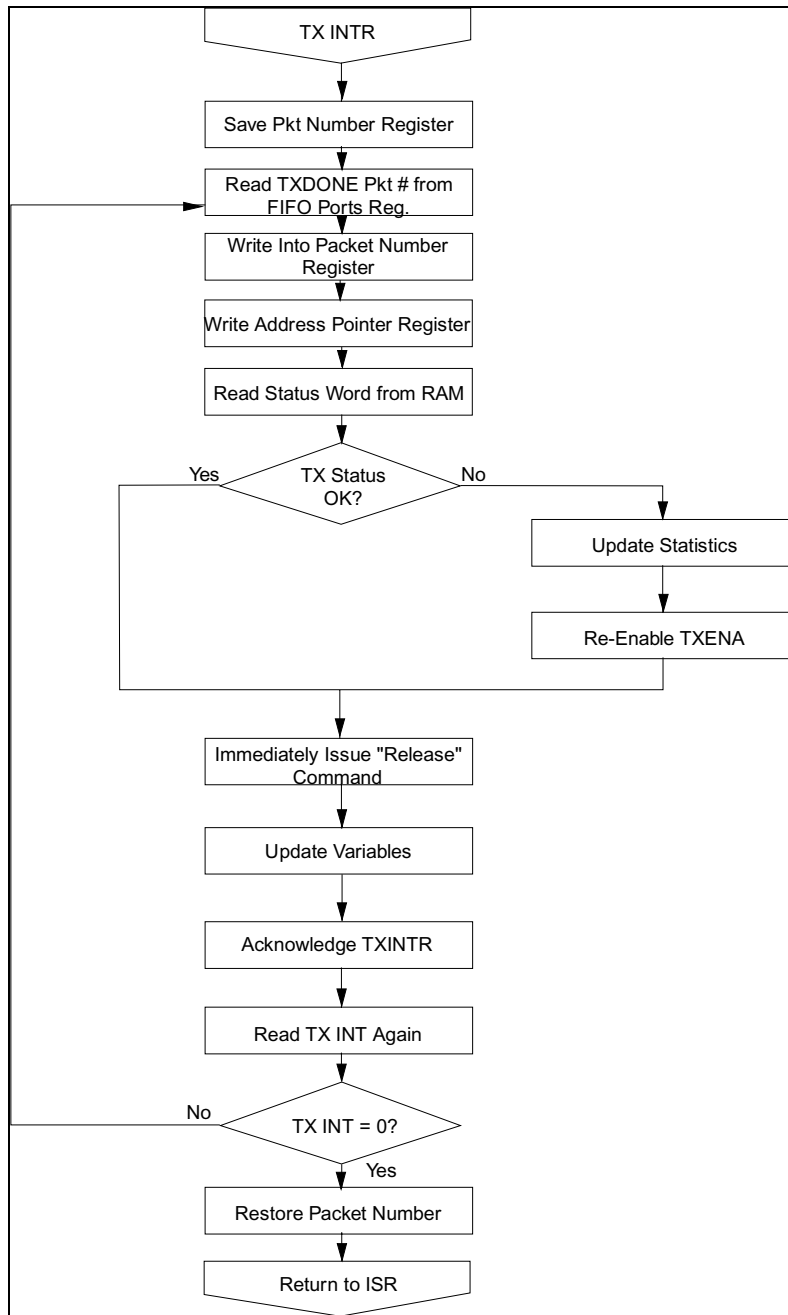 TX INTR
Save Pkt Number Register
Read TXDONE Pkt # from
FIFO Ports Reg.
Write Into Packet Number
Register
Write Address Pointer Register
Read Status Word from RAM
Yes
TX Status
OK?
No
Update Statistics
Re-Enable TXENA
Immediately Issue "Release"
Command
Update Variables
Acknowledge TXINTR
Read TX INT Again
No
TX INT = 0?
Yes
Restore Packet Number
Return to ISR